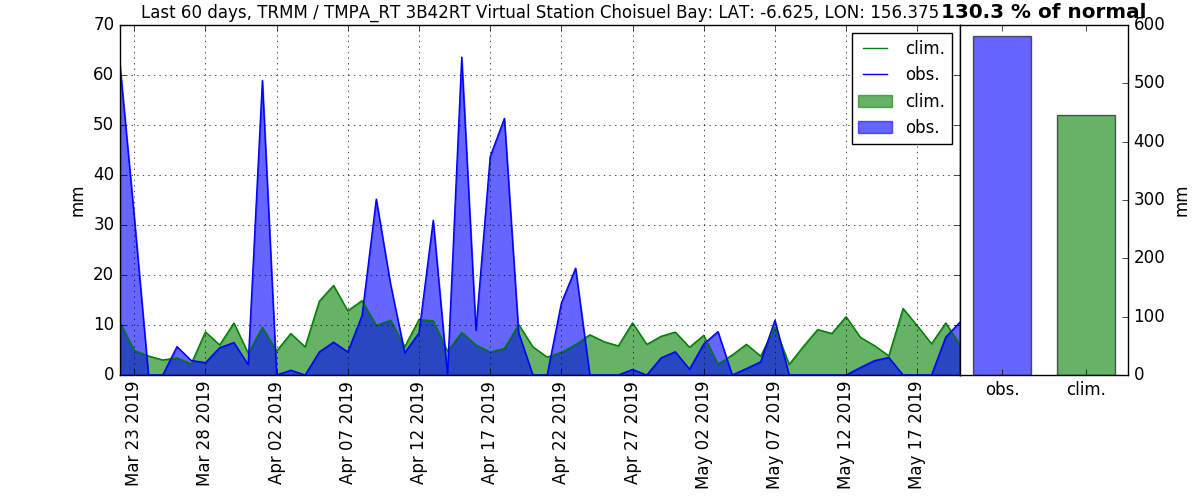 Last 60 days, TRMM / TMPA_RT 3B42RT Virtual Station Choisuel Bay: LAT: -6.625, LON: 156.375
130.3 % of normal
70
60
50
40
30
20
10
0
mm
clim.
obs.
clim.
obs.
Mar 23 2019
Mar 28 2019
Apr 02 2019
Apr 07 2019
Apr 12 2019
Apr 17 2019
Apr 22 2019
Apr 27 2019
May 02 2019
May 07 2019
May 12 2019
May 17 2019
600
500
400
300
200
100
0
mm
obs.
clim.